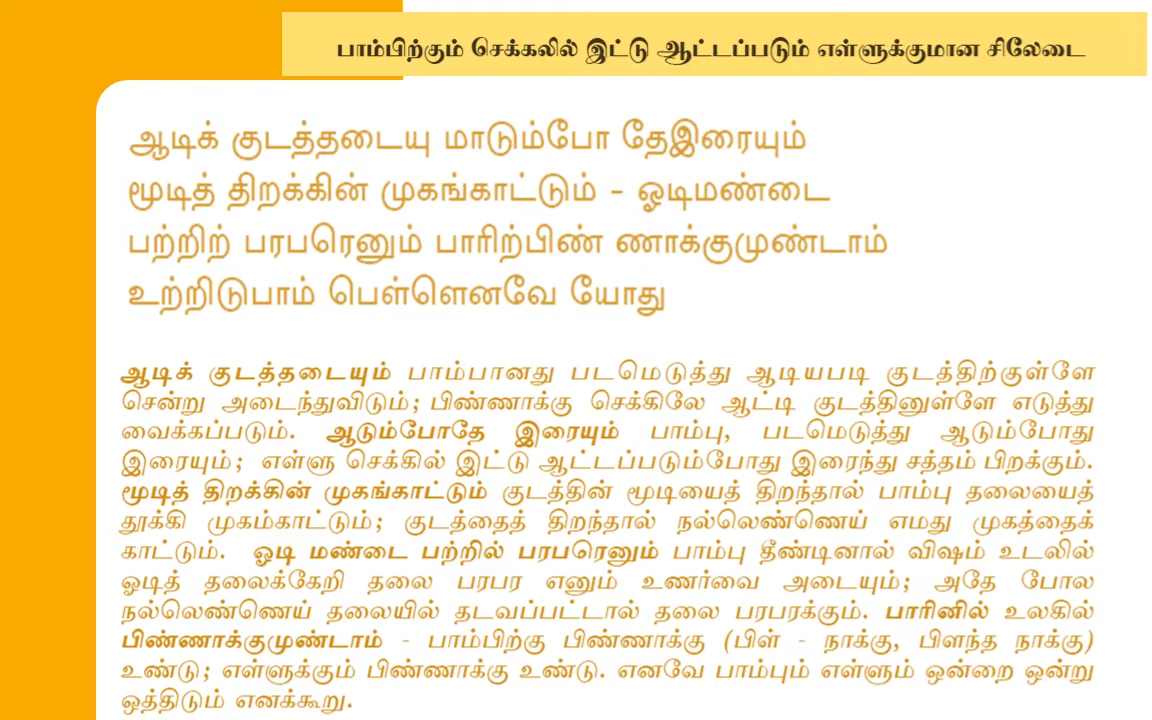 பாம்பிற்கும் செக்கலில் இட்டு ஆட்டப்படும் எள்ளுக்குமான சிலேடை
ஆடிக் குடத்தடையு மாடும்போ தேஇரையும்
மூடித் திறக்கின் முகங்காட்டும் - ஓடிமண்டை
பற்றிற் பரபரெனும் பாரிற்பிண் ணாக்குமுண்டாம்
உற்றிடுபாம் பெள்ளெனவே யோது
ஆடிக் குடத்தடையும் பாம்பானது படமெடுத்து ஆடியபடி குடத்திற்குள்ளே
சென்று அடைந்துவிடும்; பிண்ணாக்கு செக்கிலே ஆட்டி குடத்தினுள்ளே எடுத்து
வைக்கப்படும். ஆடும்போதே இரையும் பாம்பு, படமெடுத்து ஆடும்போது
இரையும்; எள்ளு செக்கில் இட்டு ஆட்டப்படும்போது இரைந்து சத்தம் பிறக்கும்.
மூடித் திறக்கின் முகங்காட்டும் குடத்தின் மூடியைத் திறந்தால் பாம்பு தலையைத்
தூக்கி முகம்காட்டும்; குடத்தைத் திறந்தால் நல்லெண்ணெய் எமது முகத்தைக்
காட்டும். ஓடி மண்டை பற்றில் பரபரெனும் பாம்பு தீண்டினால் விஷம் உடலில்
ஓடித் தலைக்கேறி தலை பரபர எனும் உணர்வை அடையும்; அதே போல
நல்லெண்ணெய் தலையில் தடவப்பட்டால் தலை பரபரக்கும். பாரினில் உலகில்
பிண்ணாக்குமுண்டாம் - பாம்பிற்கு பிண்ணாக்கு (பிள் - நாக்கு, பிளந்த நாக்கு)
உண்டு; எள்ளுக்கும் பிண்ணாக்கு உண்டு. எனவே பாம்பும் எள்ளும் ஒன்றை ஒன்று
ஒத்திடும் எனக்கூறு.